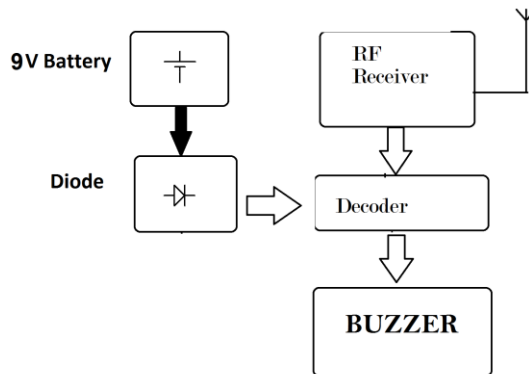 9V Battery
RF
Receiver
Diode
Decoder
BUZZER